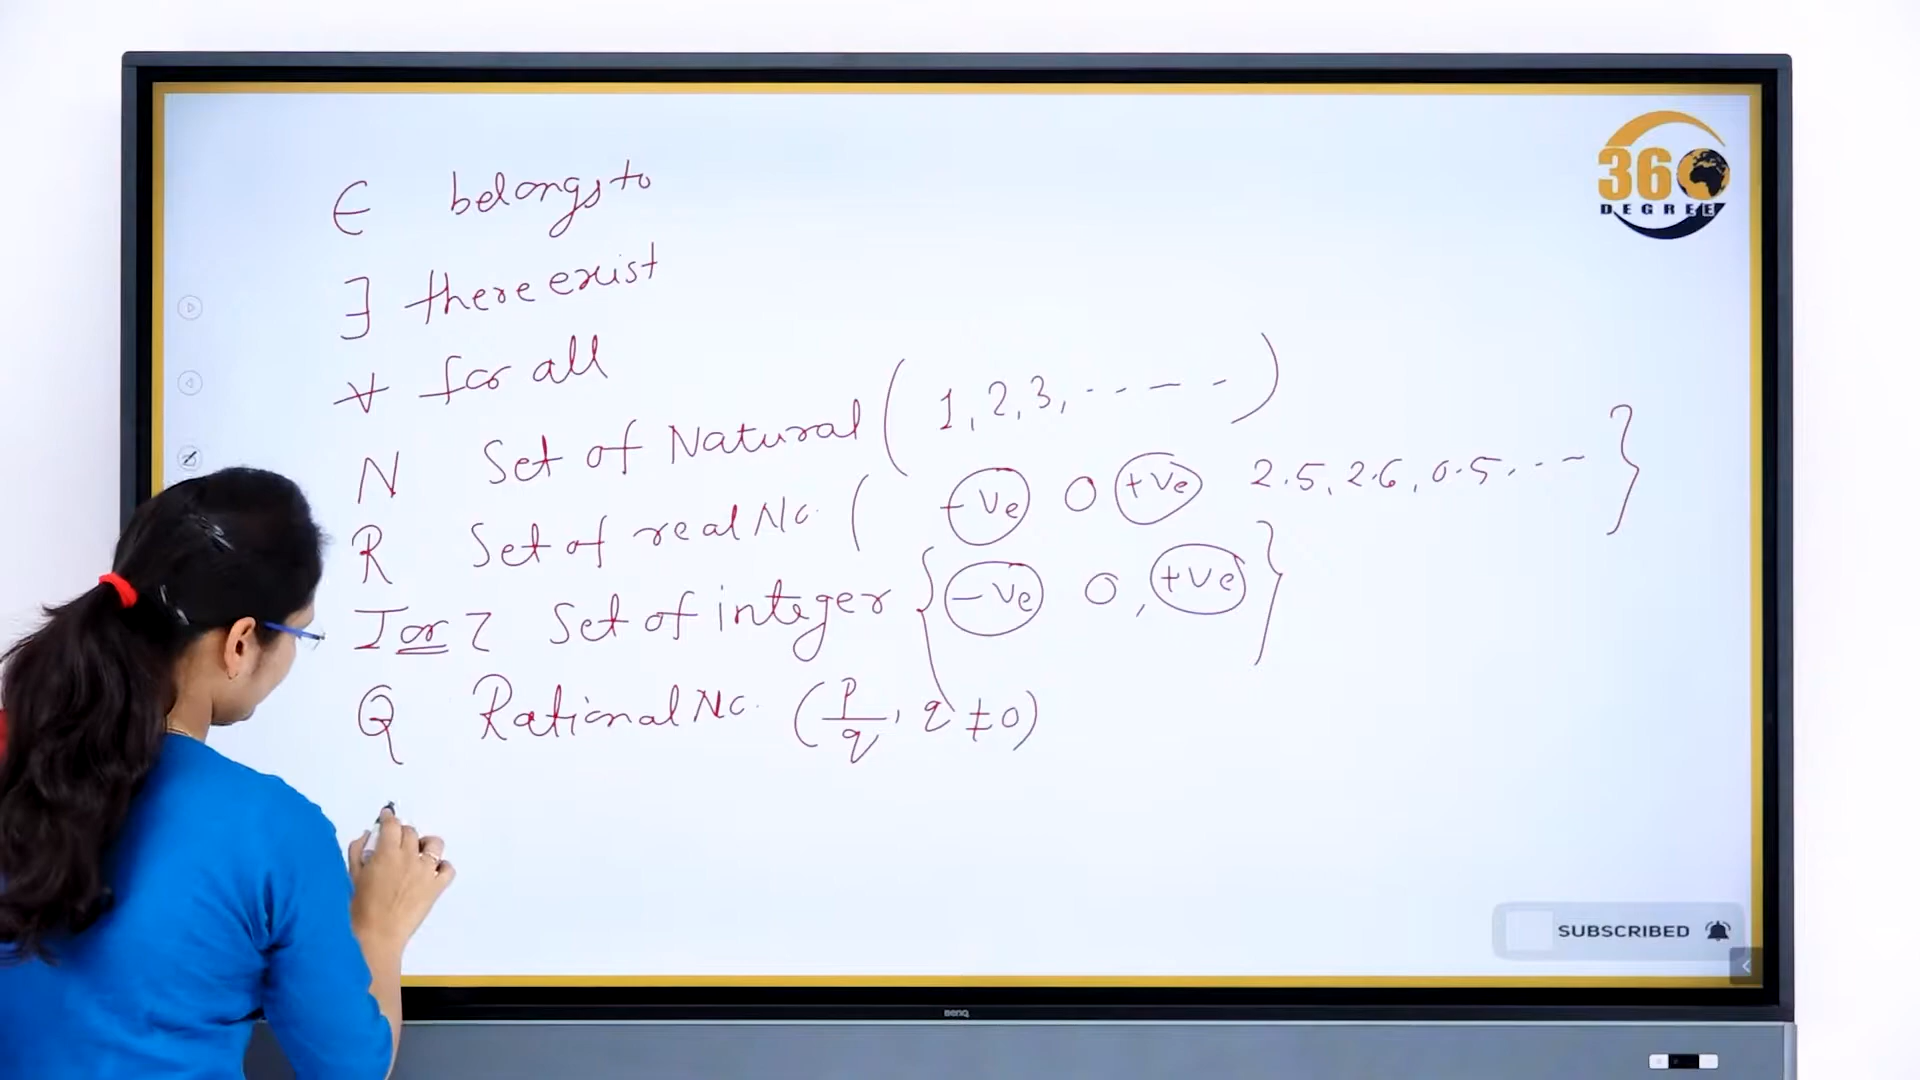 ∈ belongs to
∃ there exist
∀ for all
N Set of Natural ( 1, 2, 3, - - - - - )
R Set of real No. ( -ve 0 +ve 2.5, 2.6, 0.5, - - - }
I or Z Set of integer { -ve 0, +ve }
Q Rational No. ( p/q, q ≠ 0 )
360
DEGREE
SUBSCRIBED
BenQ